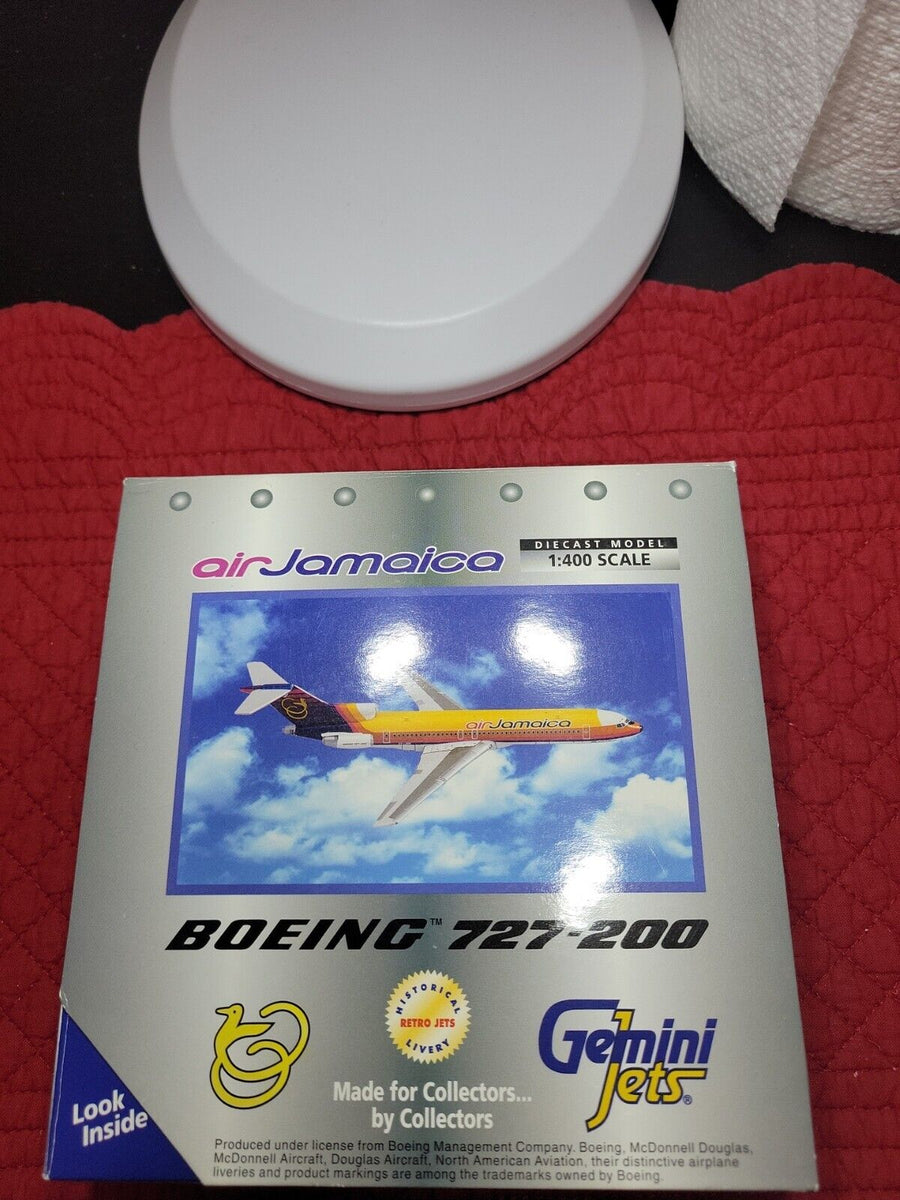 airJamaica
DIECAST MODEL
1:400 SCALE
airJamaica
BOEING™ 727-200
HISTORICAL
RETRO JETS
LIVERY
Gemini
Jets®
Made for Collectors...
by Collectors
Look
Inside
Produced under license from Boeing Management Company. Boeing, McDonnell Douglas,
McDonnell Aircraft, Douglas Aircraft, North American Aviation, their distinctive airplane
liveries and product markings are among the trademarks owned by Boeing.